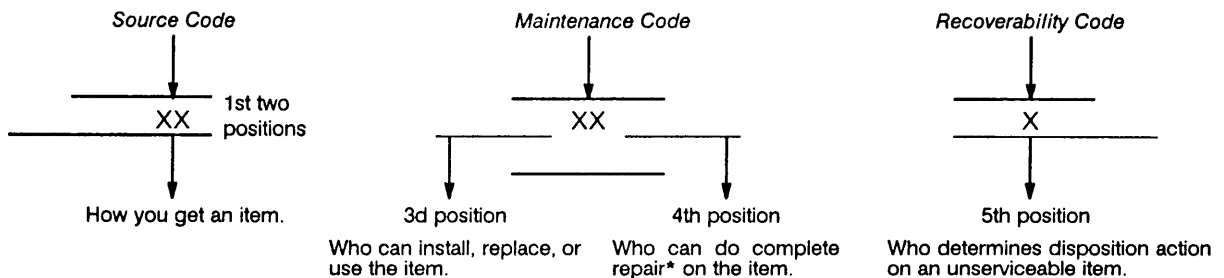 Source Code
Maintenance Code
Recoverability Code
XX
1st two
positions
XX
X
How you get an item.
3d position
4th position
5th position
Who can install, replace, or
use the item.
Who can do complete
repair* on the item.
Who determines disposition action
on an unserviceable item.